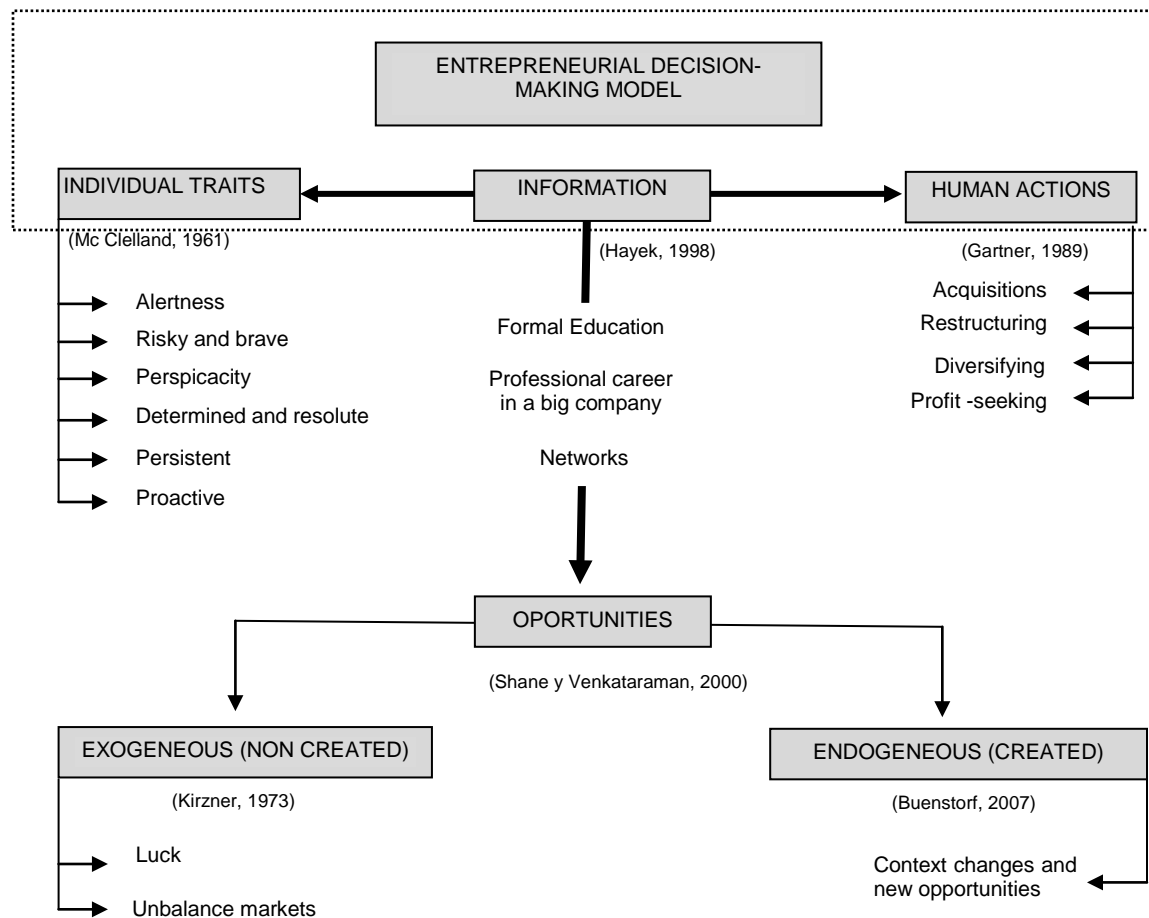 ENTREPRENEURIAL DECISION-
MAKING MODEL
INDIVIDUAL TRAITS
INFORMATION
HUMAN ACTIONS
(Mc Clelland, 1961)
(Hayek, 1998)
(Gartner, 1989)
Alertness
Risky and brave
Perspicacity
Determined and resolute
Persistent
Proactive
Formal Education
Professional career
in a big company
Networks
Acquisitions
Restructuring
Diversifying
Profit -seeking
OPORTUNITIES
(Shane y Venkataraman, 2000)
EXOGENEOUS (NON CREATED)
(Kirzner, 1973)
Luck
Unbalance markets
ENDOGENEOUS (CREATED)
(Buenstorf, 2007)
Context changes and
new opportunities